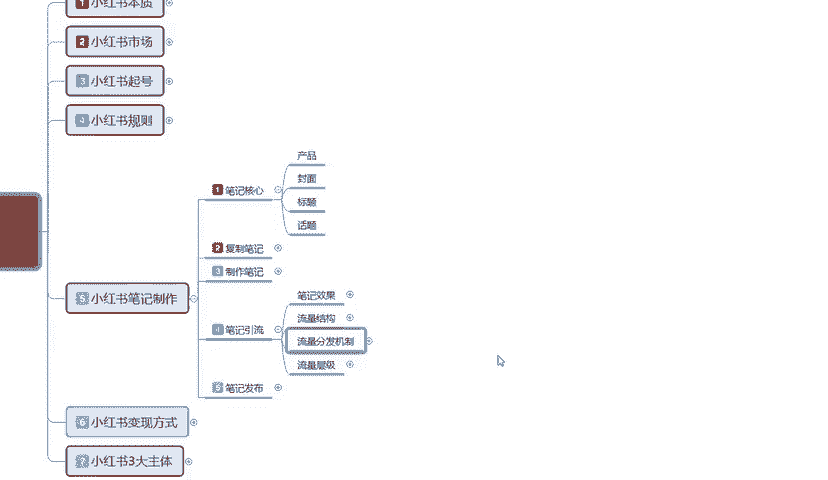 1 小红书本质
2 小红书市场
3 小红书起号
4 小红书规则
5 小红书笔记制作
1 笔记核心
产品
封面
标题
话题
2 复制笔记
3 制作笔记
4 笔记引流
笔记效果
流量结构
流量分发机制
流量层级
5 笔记发布
6 小红书变现方式
7 小红书3大主体